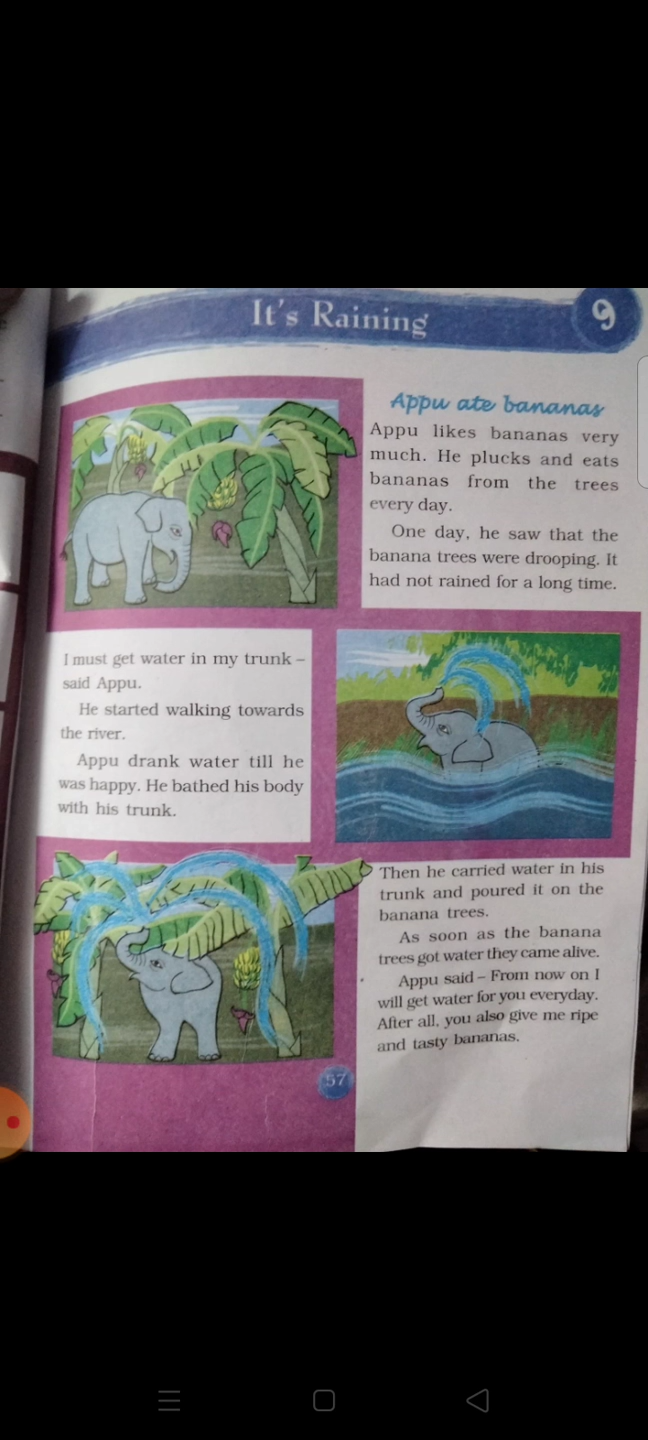 It's Raining
9
Appu ate bananas
Appu likes bananas very
much. He plucks and eats
bananas from the trees
every day.
One day, he saw that the
banana trees were drooping. It
had not rained for a long time.
I must get water in my trunk –
said Appu.
He started walking towards
the river.
Appu drank water till he
was happy. He bathed his body
with his trunk.
Then he carried water in his
trunk and poured it on the
banana trees.
As soon as the banana
trees got water they came alive.
Appu said – From now on I
will get water for you everyday.
After all, you also give me ripe
and tasty bananas.
57